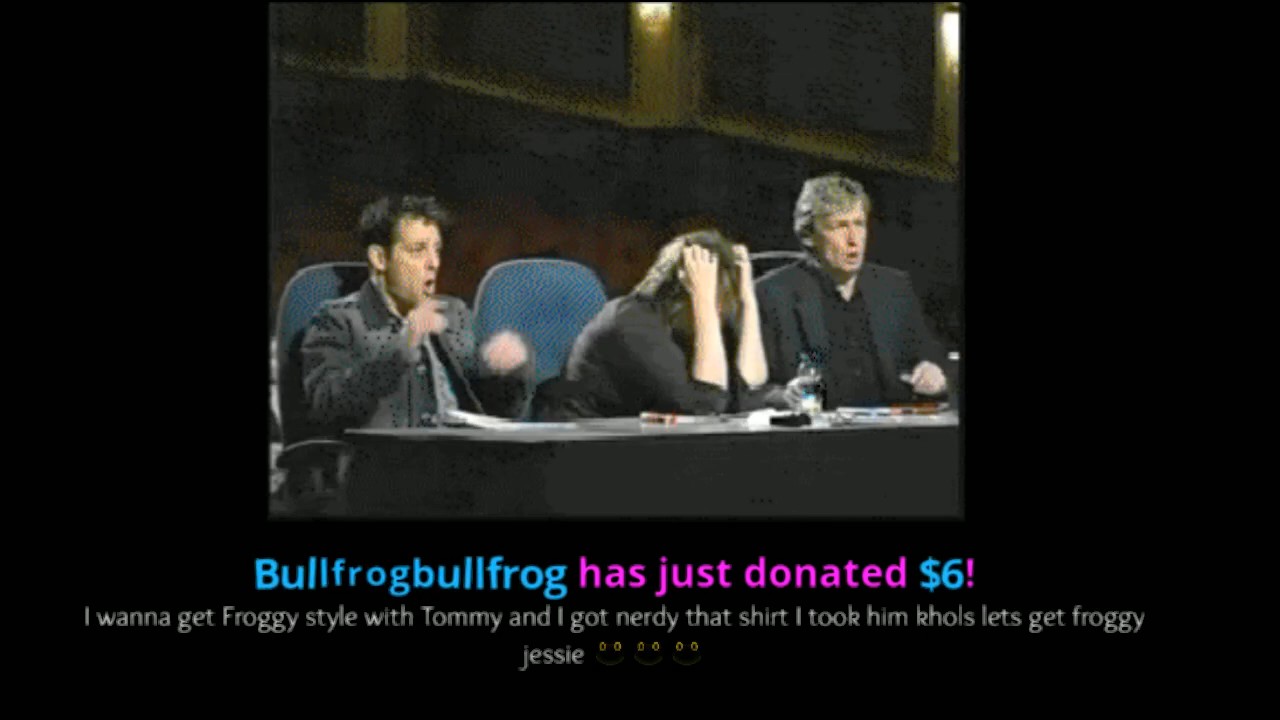 Bullfrogbullfrog has just donated $6!
I wanna get Froggy style with Tommy and I got nerdy that shirt I took him khols lets get froggy
jessie